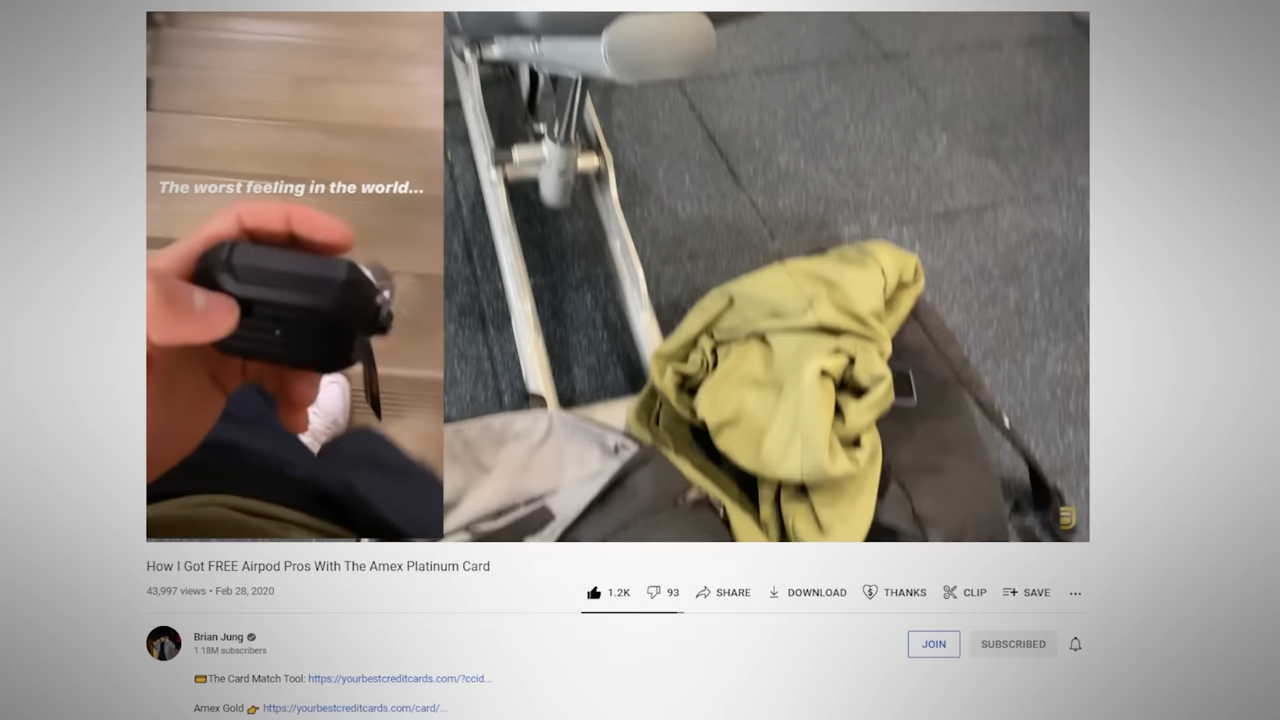 The worst feeling in the world...
How I Got FREE Airpod Pros With The Amex Platinum Card
43,997 views • Feb 28, 2020
1.2K
93
SHARE
DOWNLOAD
THANKS
CLIP
SAVE
Brian Jung
1.18M subscribers
JOIN
SUBSCRIBED
💳The Card Match Tool: https://yourbestcreditcards.com/?ccid...
Amex Gold 👉 https://yourbestcreditcards.com/card/...